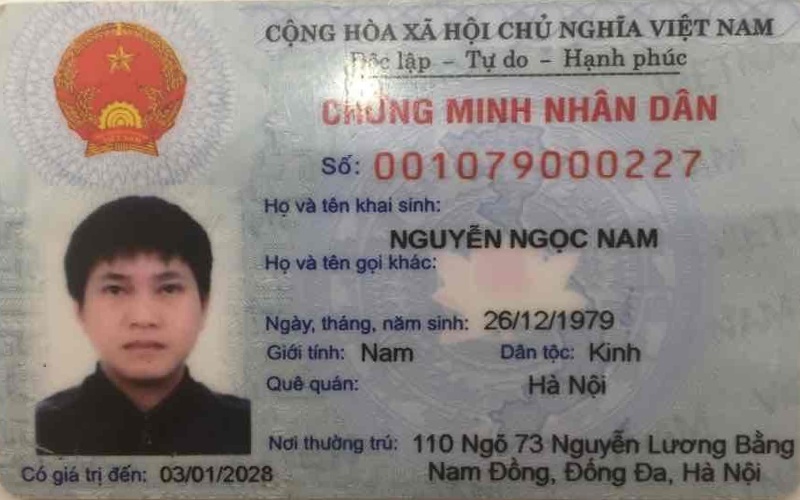 CỘNG HÒA XÃ HỘI CHỦ NGHĨA VIỆT NAM
Độc lập - Tự do - Hạnh phúc
CHỨNG MINH NHÂN DÂN
Số: 001079000227
Họ và tên khai sinh:
NGUYỄN NGỌC NAM
Họ và tên gọi khác:
Ngày, tháng, năm sinh: 26/12/1979
Giới tính: Nam Dân tộc: Kinh
Quê quán: Hà Nội
Nơi thường trú: 110 Ngõ 73 Nguyễn Lương Bằng
Nam Đồng, Đống Đa, Hà Nội
Có giá trị đến: 03/01/2028